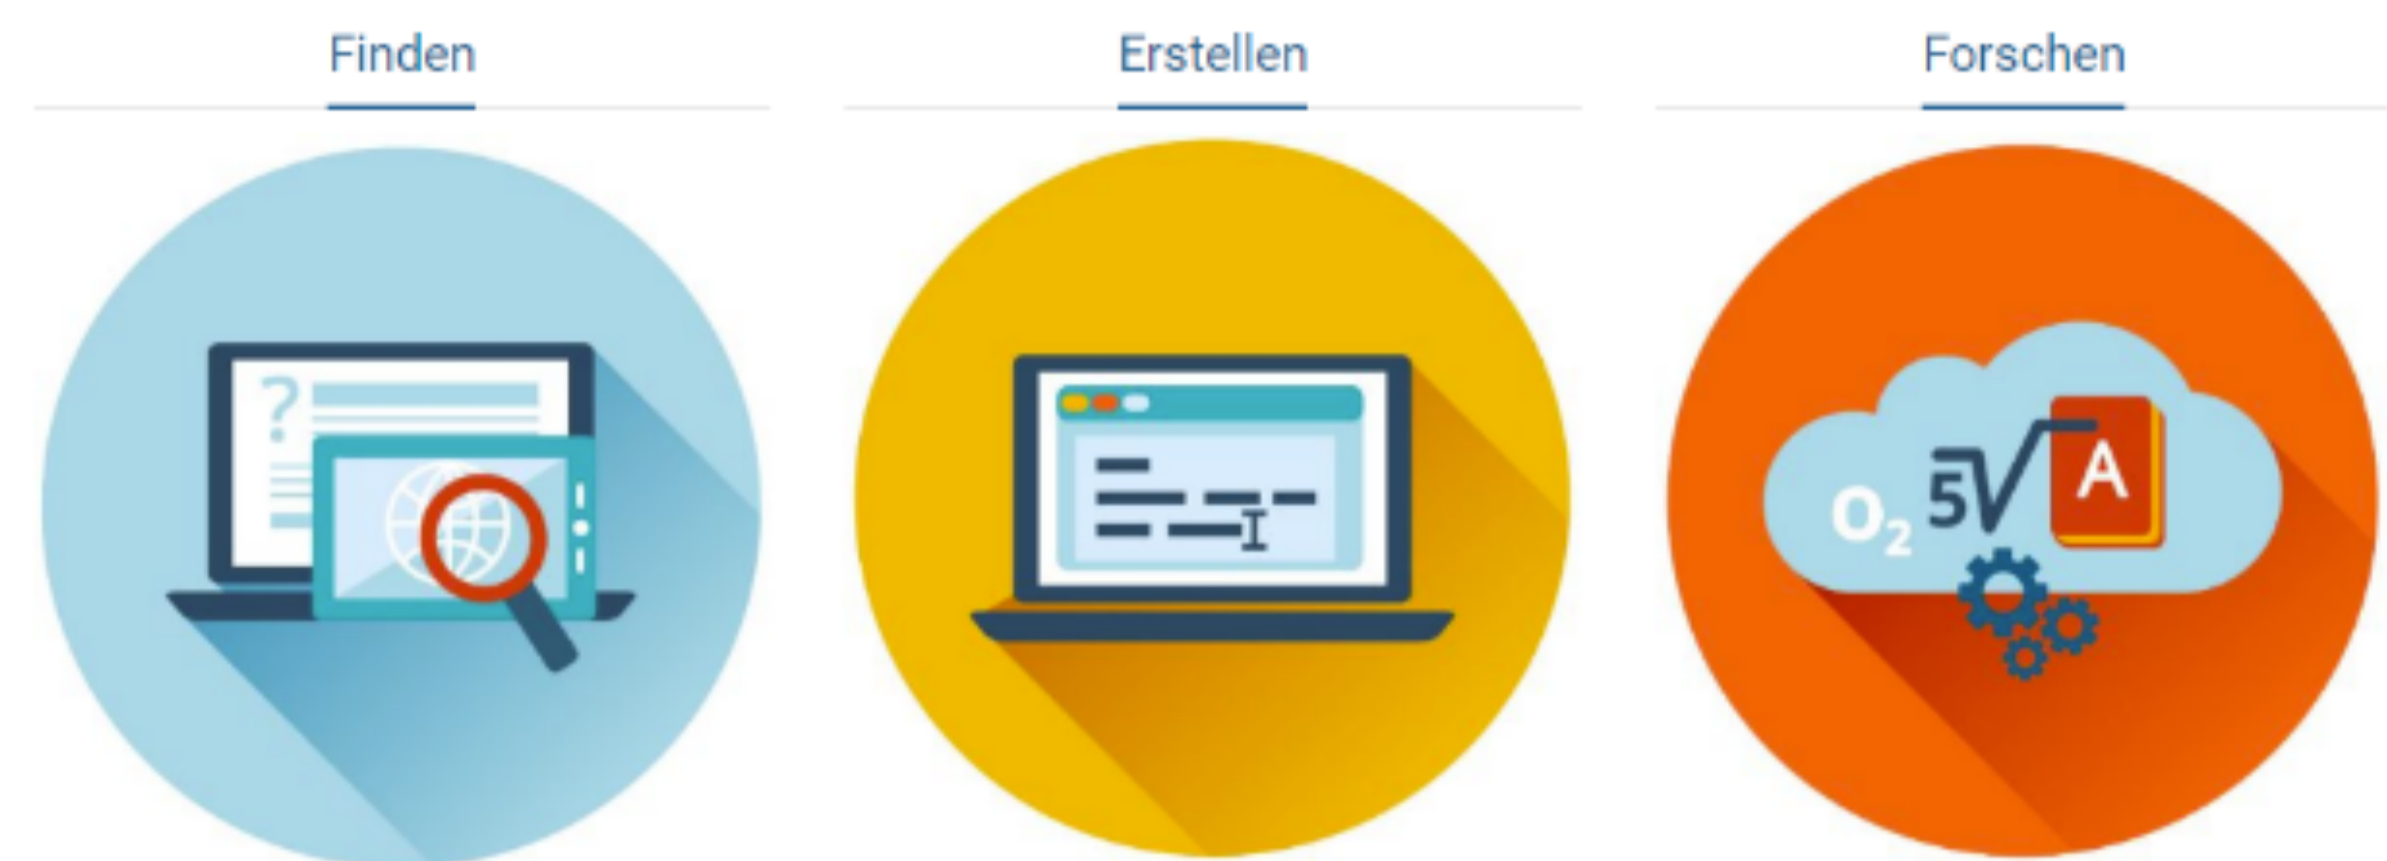 Finden
Erstellen
Forschen
?
O₂
5√
A